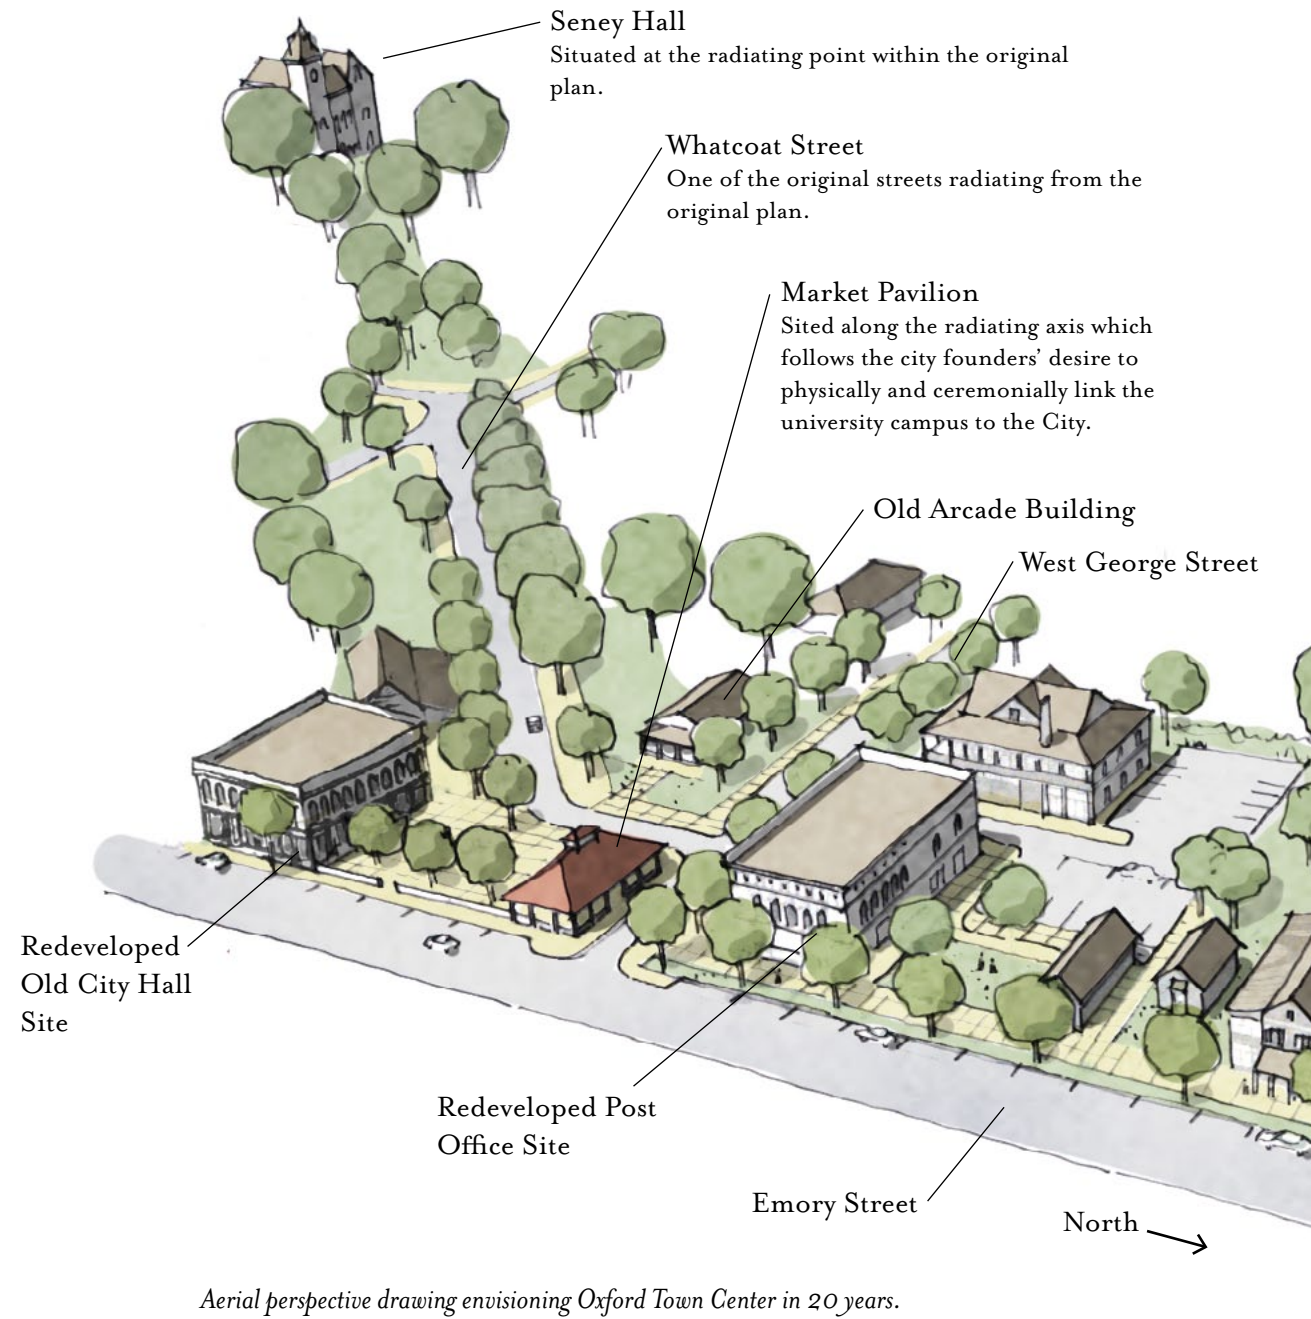 Seney Hall
Situated at the radiating point within the original
plan.
Whatcoat Street
One of the original streets radiating from the
original plan.
Market Pavilion
Sited along the radiating axis which
follows the city founders’ desire to
physically and ceremonially link the
university campus to the City.
Old Arcade Building
West George Street
Redeveloped
Old City Hall
Site
Redeveloped Post
Office Site
Emory Street
North
Aerial perspective drawing envisioning Oxford Town Center in 20 years.